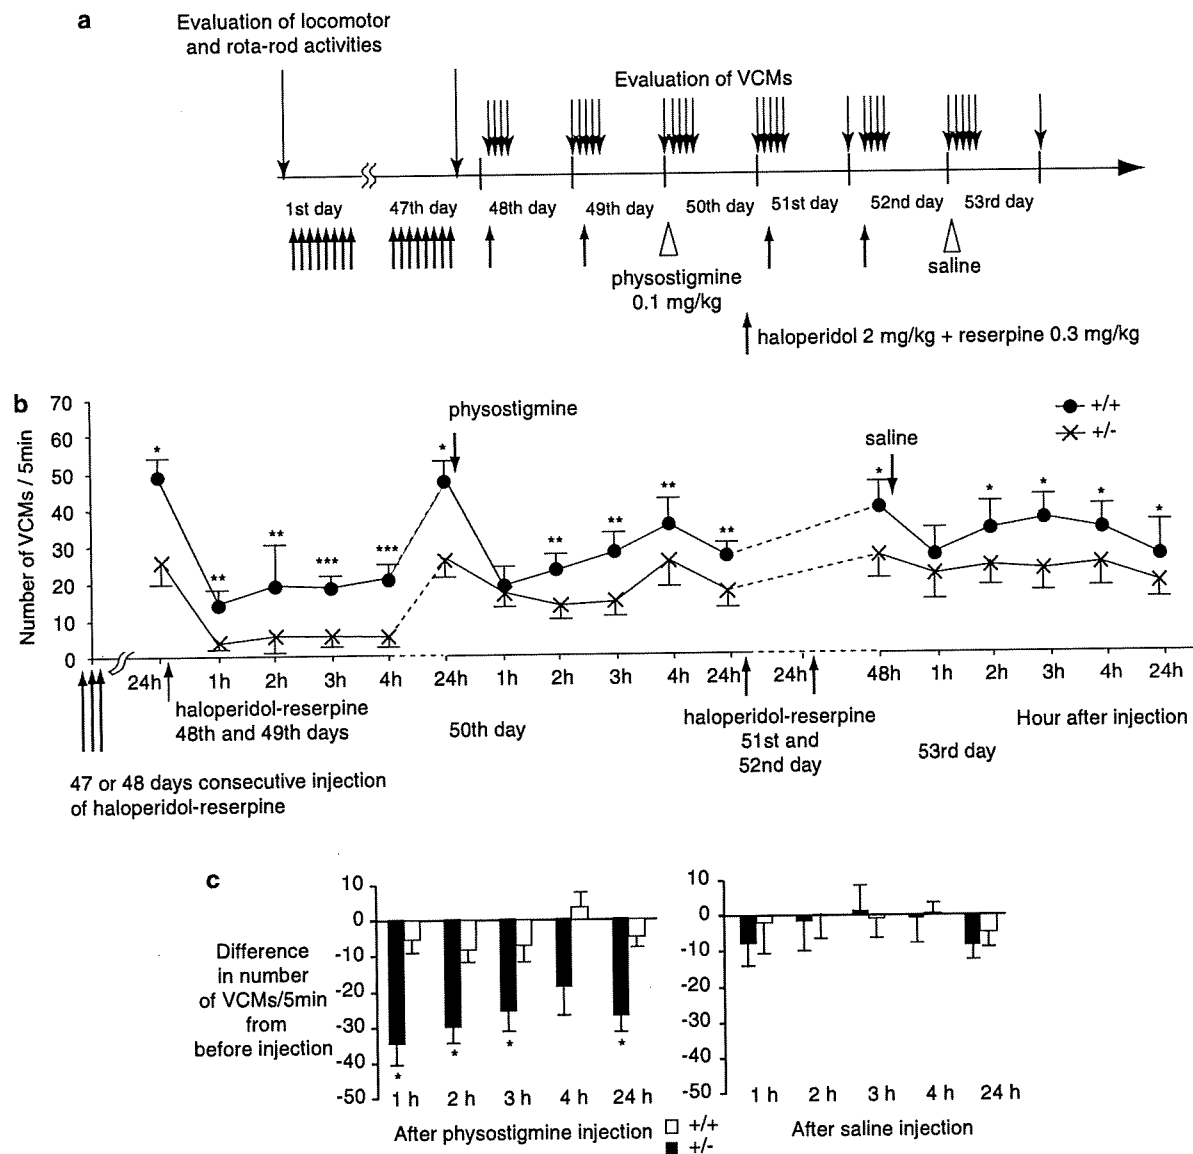 a
Evaluation of locomotor
and rota-rod activities
Evaluation of VCMs
1st day
47th day
48th day
49th day
50th day
51st day
52nd day
53rd day
physostigmine
0.1 mg/kg
saline
haloperidol 2 mg/kg + reserpine 0.3 mg/kg
b
Number of VCMs / 5min
70
60
50
40
30
20
10
0
physostigmine
saline
+/+
+/-
* ** ** *** *** * ** ** ** ** * * * * *
24h 1h 2h 3h 4h 24h 1h 2h 3h 4h 24h 24h 48h 1h 2h 3h 4h 24h
haloperidol-reserpine
48th and 49th days
50th day
haloperidol-reserpine
51st and
52nd day
Hour after injection
53rd day
47 or 48 days consecutive injection
of haloperidol-reserpine
c
Difference
in number
of VCMs/5min
from
before injection
10
0
-10
-20
-30
-40
-50
* * * *
1 h 2 h 3 h 4 h 24 h
After physostigmine injection
+/+
+/-
10
0
-10
-20
-30
-40
-50
1 h 2 h 3 h 4 h 24 h
After saline injection